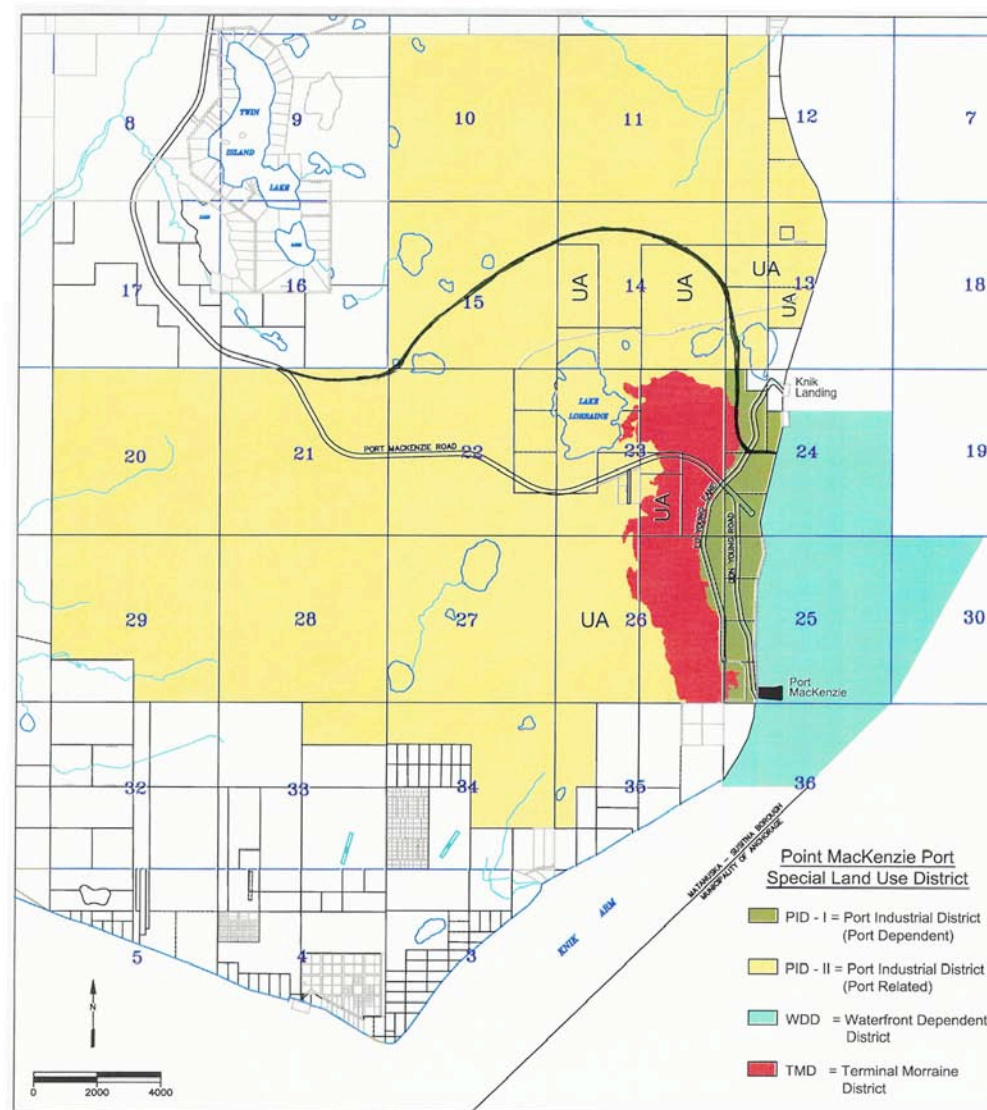 8
9
10
11
12
7
TWIN
ISLAND
LAKE
17
16
15
14
13
18
UA
UA
UA
UA
Knik
Landing
LAKE
LORRAINE
PORT MACKENZIE ROAD
20
21
22
23
24
19
UA
DON YOUNG ROAD
29
28
27
UA
26
25
30
Port
MacKenzie
32
33
34
35
36
MATANUSKA - SUSITNA BOROUGH
MUNICIPALITY OF ANCHORAGE
KNIK ARM
5
4
3
N
0 2000 4000
Point MacKenzie Port
Special Land Use District
PID - I = Port Industrial District
(Port Dependent)
PID - II = Port Industrial District
(Port Related)
WDD = Waterfront Dependent
District
TMD = Terminal Morraine
District